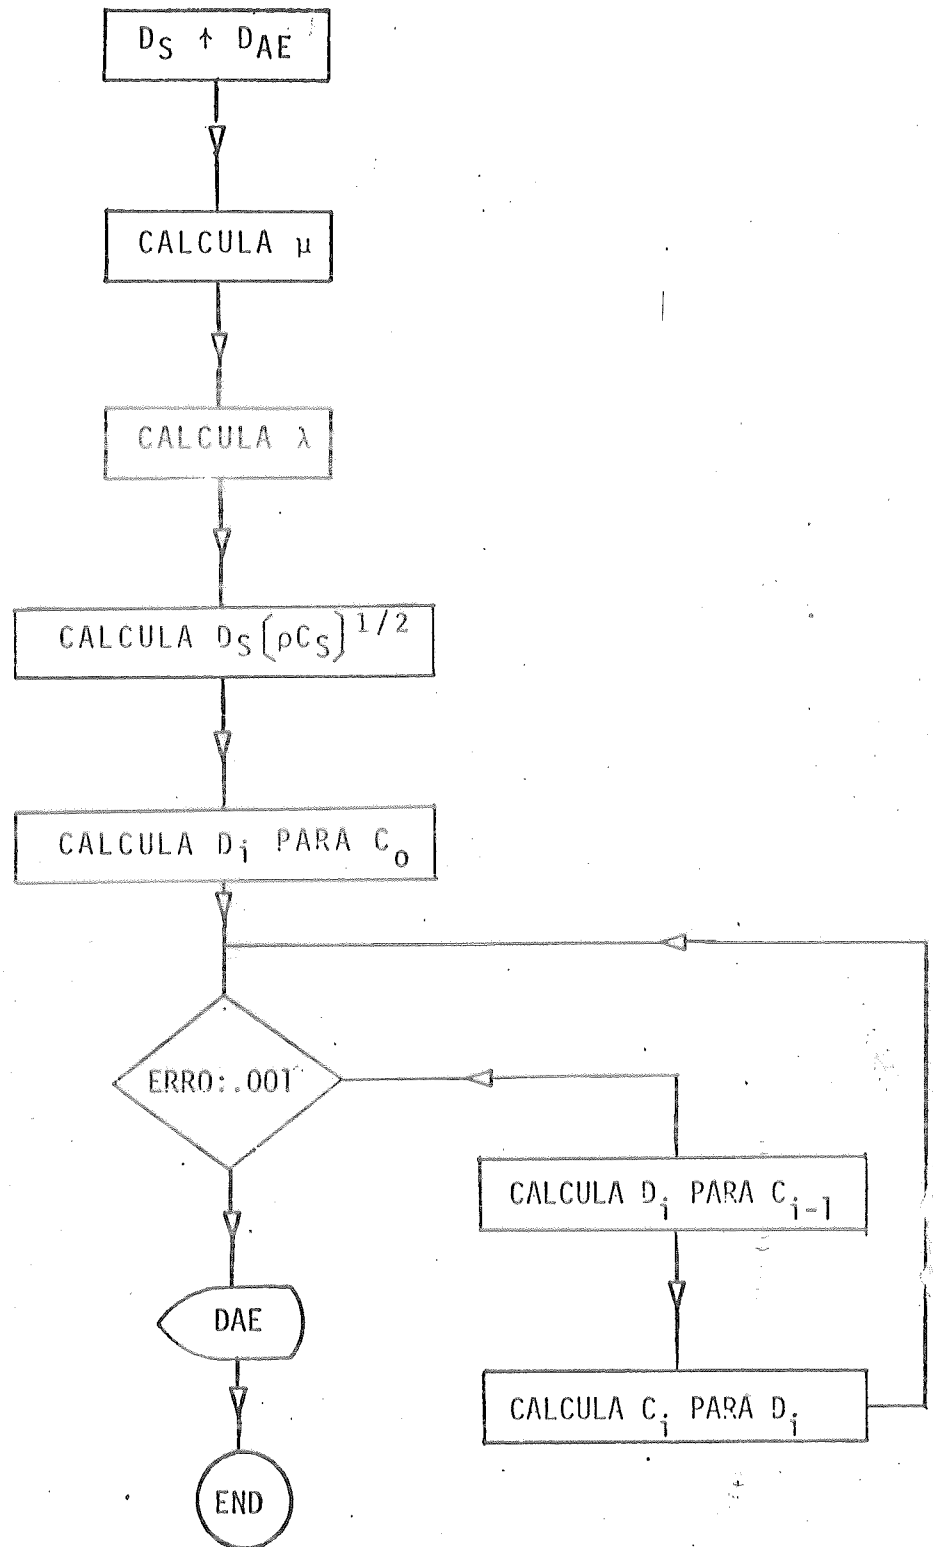 D_S ↑ D_AE
CALCULA μ
CALCULA λ
CALCULA D_S(ρC_S)^1/2
CALCULA D_i PARA C_o
ERRO:.001
CALCULA D_i PARA C_i-1
DAE
CALCULA C_i PARA D_i
END